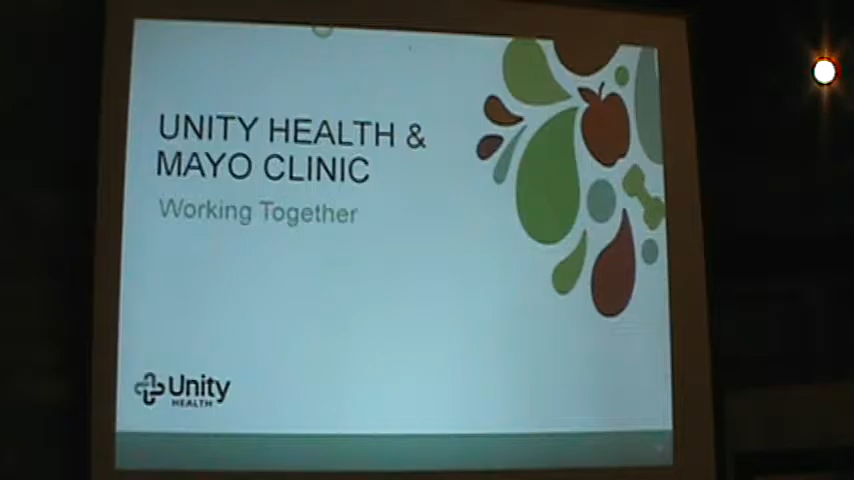 UNITY HEALTH &
MAYO CLINIC
Working Together
Unity
HEALTH